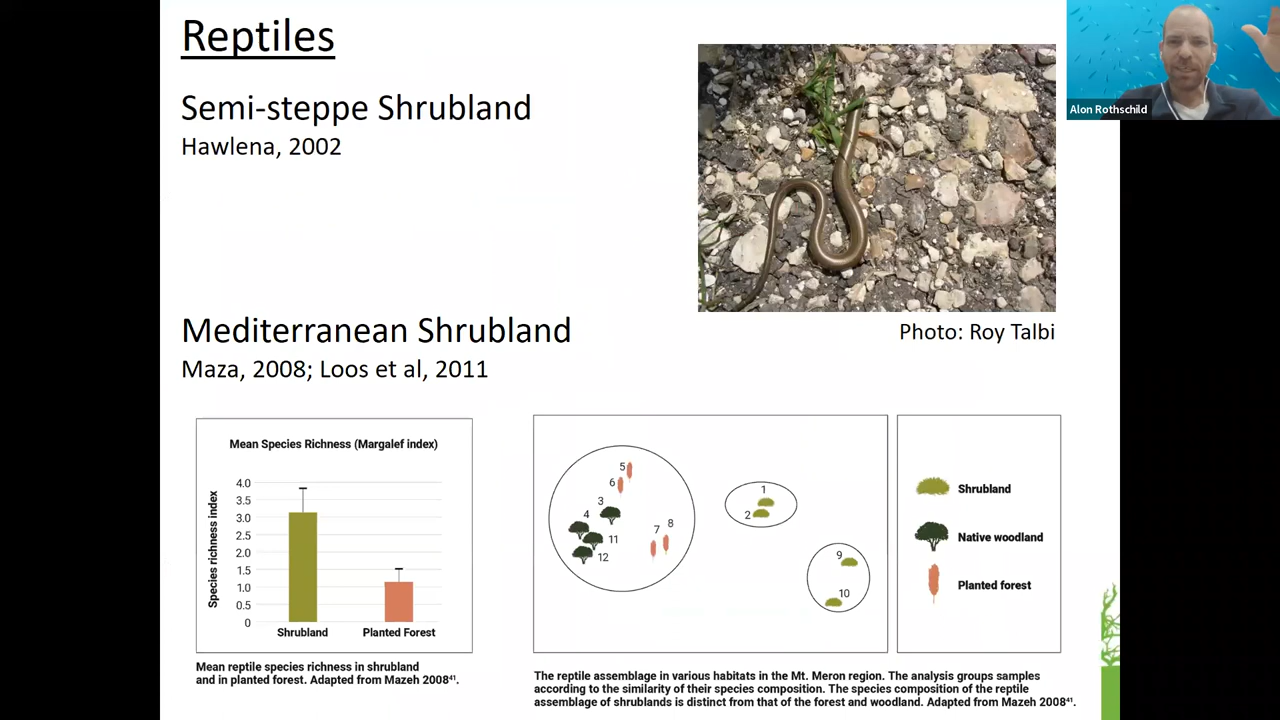 Reptiles
Semi-steppe Shrubland
Hawlena, 2002
Alon Rothschild
Photo: Roy Talbi
Mediterranean Shrubland
Maza, 2008; Loos et al, 2011
Mean Species Richness (Margalef index)
Species richness index
4.0
3.5
3.0
2.5
2.0
1.5
1.0
0.5
0
Shrubland Planted Forest
Mean reptile species richness in shrubland
and in planted forest. Adapted from Mazeh 2008⁴¹.
5
6
3
4
11
12
7
8
1
2
9
10
Shrubland
Native woodland
Planted forest
The reptile assemblage in various habitats in the Mt. Meron region. The analysis groups samples
according to the similarity of their species composition. The species composition of the reptile
assemblage of shrublands is distinct from that of the forest and woodland. Adapted from Mazeh 2008⁴¹.